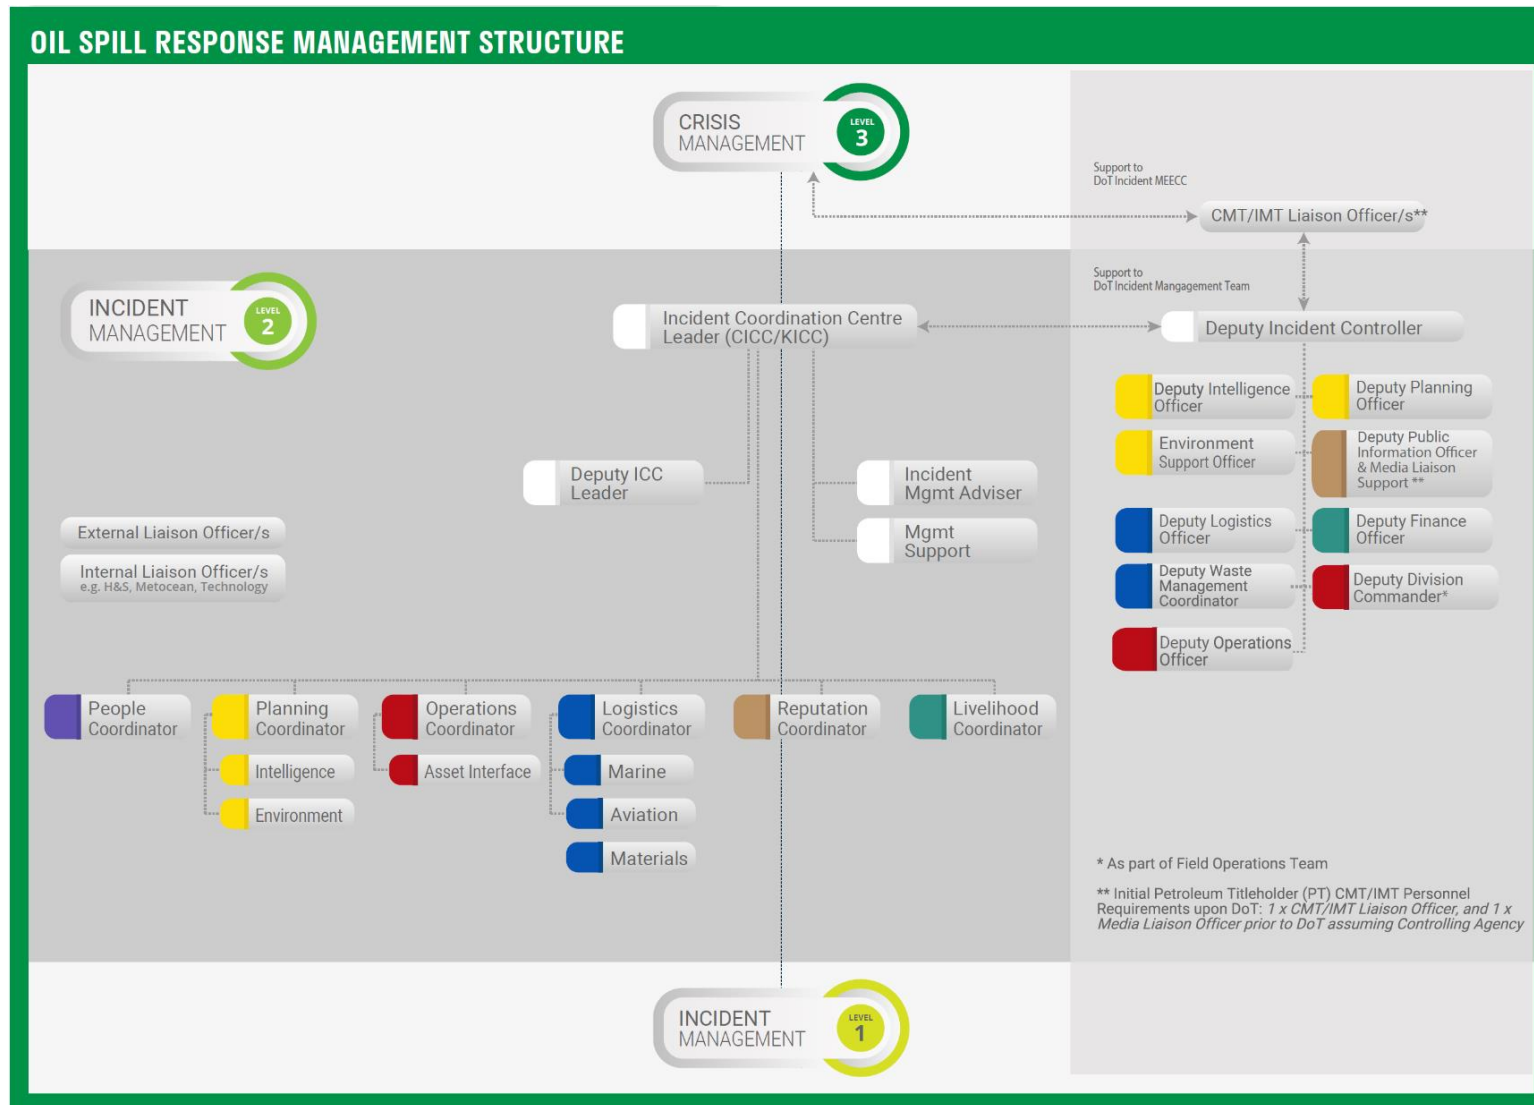 OIL SPILL RESPONSE MANAGEMENT STRUCTURE
CRISIS
MANAGEMENT
LEVEL
3
Support to
DoT Incident MEECC
CMT/IMT Liaison Officer/s**
INCIDENT
MANAGEMENT
LEVEL
2
Incident Coordination Centre
Leader (CICC/KICC)
Support to
DoT Incident Mangagement Team
Deputy Incident Controller
Deputy Intelligence
Officer
Deputy Planning
Officer
Environment
Support Officer
Deputy Public
Information Officer
& Media Liaison
Support **
Deputy ICC
Leader
Incident
Mgmt Adviser
Mgmt
Support
External Liaison Officer/s
Internal Liaison Officer/s
e.g. H&S, Metocean, Technology
Deputy Logistics
Officer
Deputy Finance
Officer
Deputy Waste
Management
Coordinator
Deputy Division
Commander*
Deputy Operations
Officer
People
Coordinator
Planning
Coordinator
Operations
Coordinator
Logistics
Coordinator
Reputation
Coordinator
Livelihood
Coordinator
Intelligence
Asset Interface
Marine
Environment
Aviation
Materials
* As part of Field Operations Team
** Initial Petroleum Titleholder (PT) CMT/IMT Personnel
Requirements upon DoT: 1 x CMT/IMT Liaison Officer, and 1 x
Media Liaison Officer prior to DoT assuming Controlling Agency
INCIDENT
MANAGEMENT
LEVEL
1